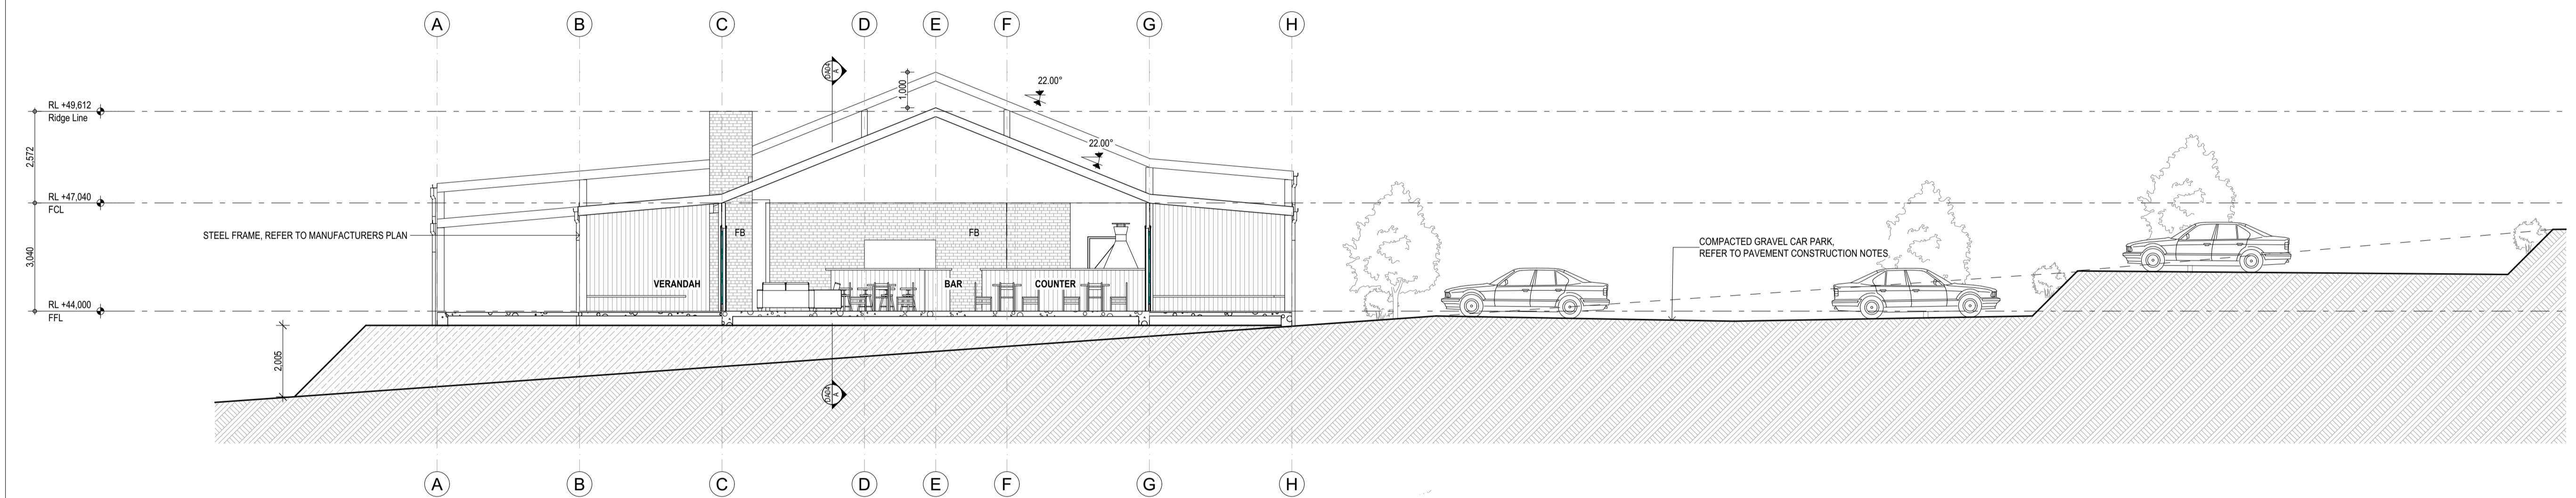 A B C D E F G H
DA04
A
1,000
22.00°
RL +49,612
Ridge Line
22.00°
2,572
RL +47,040
FCL
STEEL FRAME, REFER TO MANUFACTURERS PLAN
FB
FB
COMPACTED GRAVEL CAR PARK,
REFER TO PAVEMENT CONSTRUCTION NOTES
3,040
VERANDAH
BAR
COUNTER
RL +44,000
FFL
2,005
DA04
A
A B C D E F G H